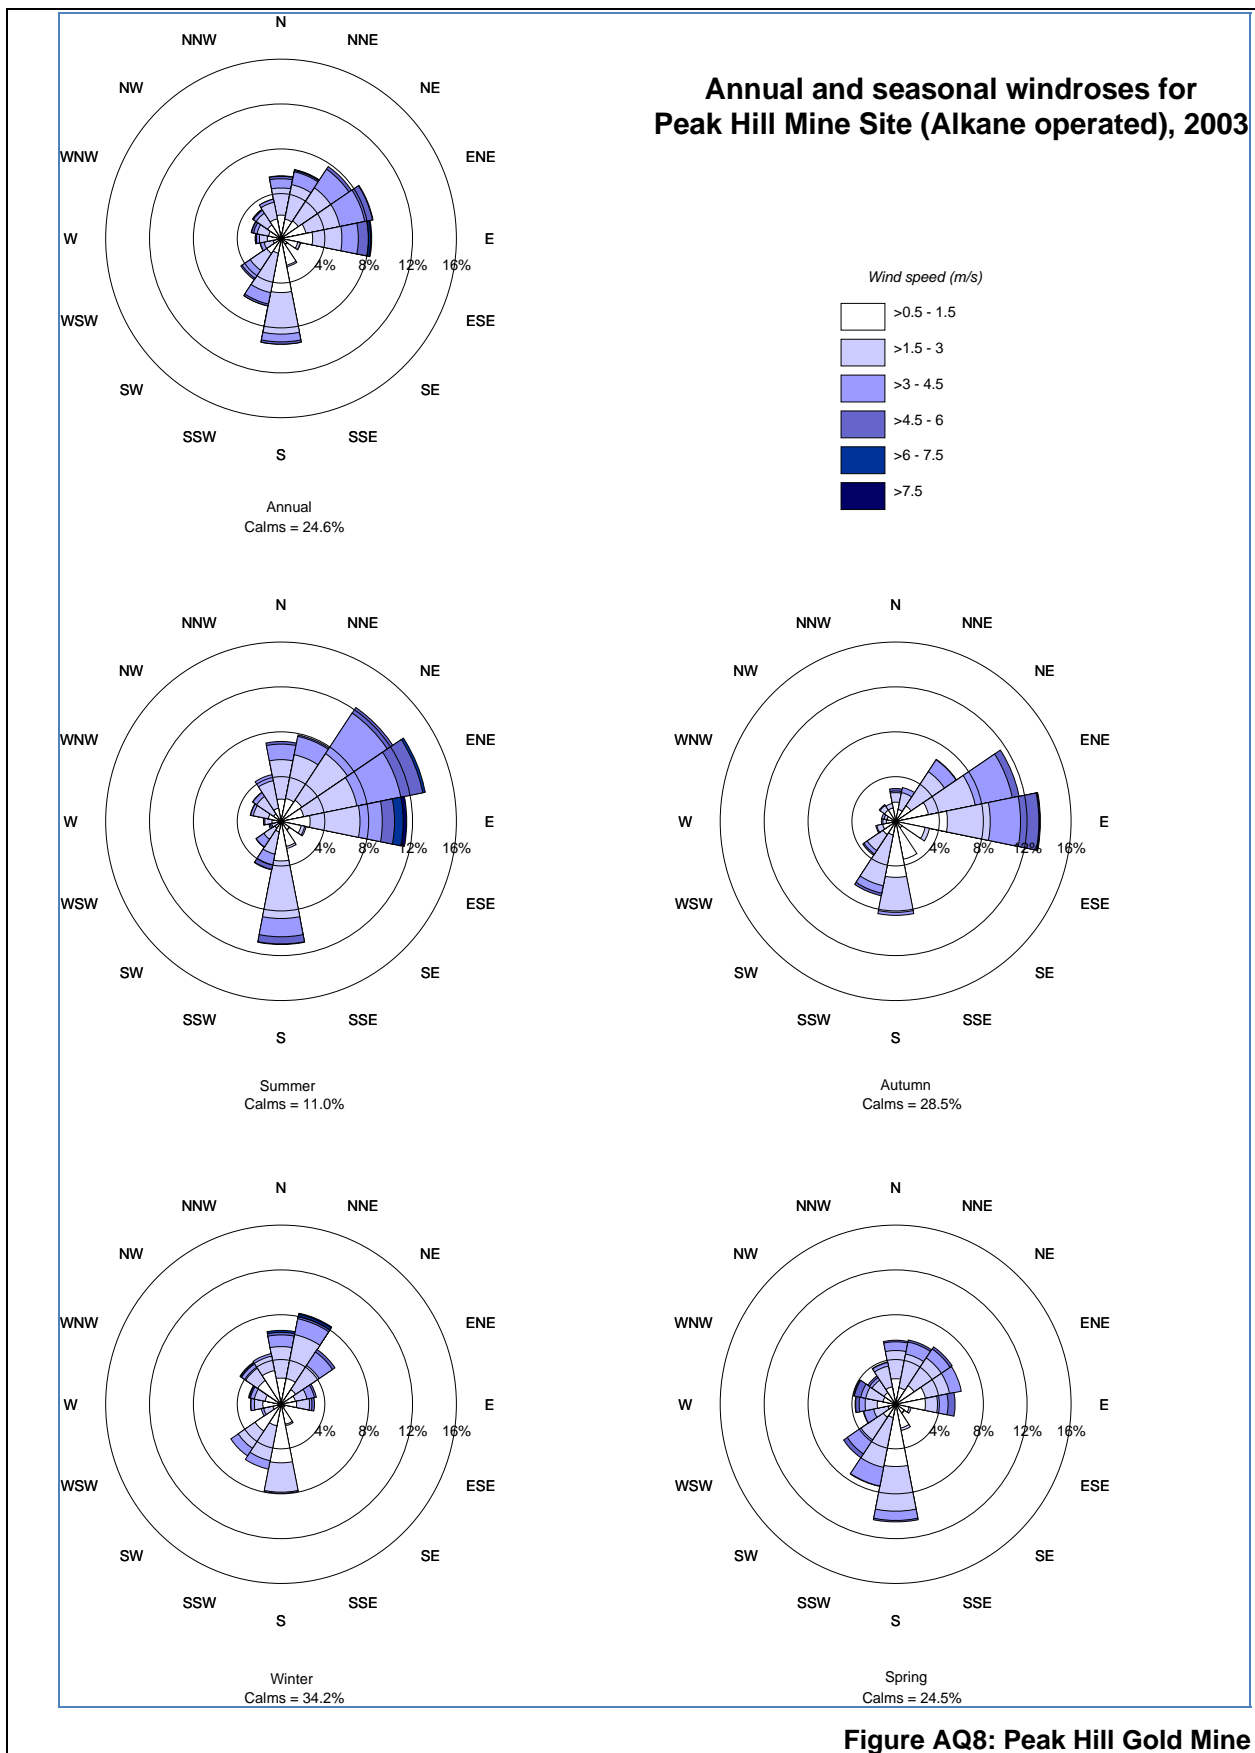 Annual and seasonal windroses for
Peak Hill Mine Site (Alkane operated), 2003
N
NNW
NNE
NW
NE
WNW
ENE
W
E
4%
8%
12%
16%
WSW
ESE
SW
SE
SSW
SSE
S
Annual
Calms = 24.6%
Wind speed (m/s)
>0.5 - 1.5
>1.5 - 3
>3 - 4.5
>4.5 - 6
>6 - 7.5
>7.5
N
NNW
NNE
NW
NE
WNW
ENE
W
E
4%
8%
12%
16%
WSW
ESE
SW
SE
SSW
SSE
S
Summer
Calms = 11.0%
N
NNW
NNE
NW
NE
WNW
ENE
W
E
4%
8%
12%
16%
WSW
ESE
SW
SE
SSW
SSE
S
Autumn
Calms = 28.5%
N
NNW
NNE
NW
NE
WNW
ENE
W
E
4%
8%
12%
16%
WSW
ESE
SW
SE
SSW
SSE
S
Winter
Calms = 34.2%
N
NNW
NNE
NW
NE
WNW
ENE
W
E
4%
8%
12%
16%
WSW
ESE
SW
SE
SSW
SSE
S
Spring
Calms = 24.5%
Figure AQ8: Peak Hill Gold Mine